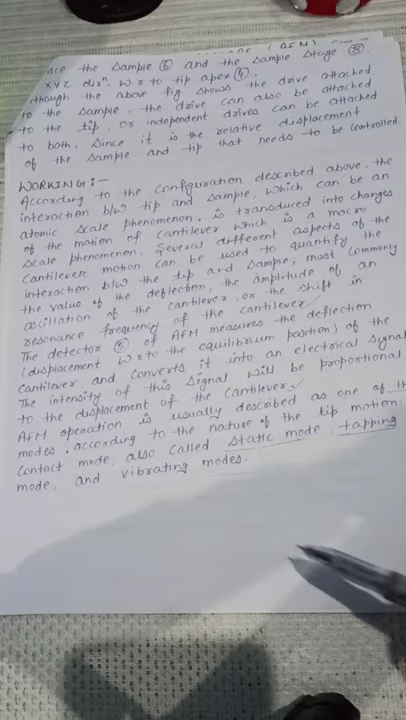 (AFM)
ace the sample ⑥ and the sample stage ⑧.
xyz dirⁿ. w r to tip apex ④.
though the above fig shows the drive attached
to the sample, the drive can also be attached
to the tip, or independent drives can be attached
to both, since it is the relative displacement
of the sample and tip that needs to be controlled.
WORKING :-
According to the configuration described above, the
interaction b/w tip and sample, which can be an
atomic scale phenomenon, is transduced into changes
of the motion of cantilever which is a macro
scale phenomenon. Several different aspects of the
cantilever motion can be used to quantify the
interaction b/w the tip and sample, most commonly
the value of the deflection, the amplitude of an
oscillation of the cantilever, or the shift in
resonance frequency of the cantilever
The detector ⑤ of AFM measures the deflection
(displacement w r to the equilibrium position) of the
cantilever and converts it into an electrical signal
The intensity of this signal will be proportional
to the displacement of the cantilever
AFM operation is usually described as one of th
modes, according to the nature of the tip motion:
contact mode, also called static mode, tapping
mode, and vibrating modes.